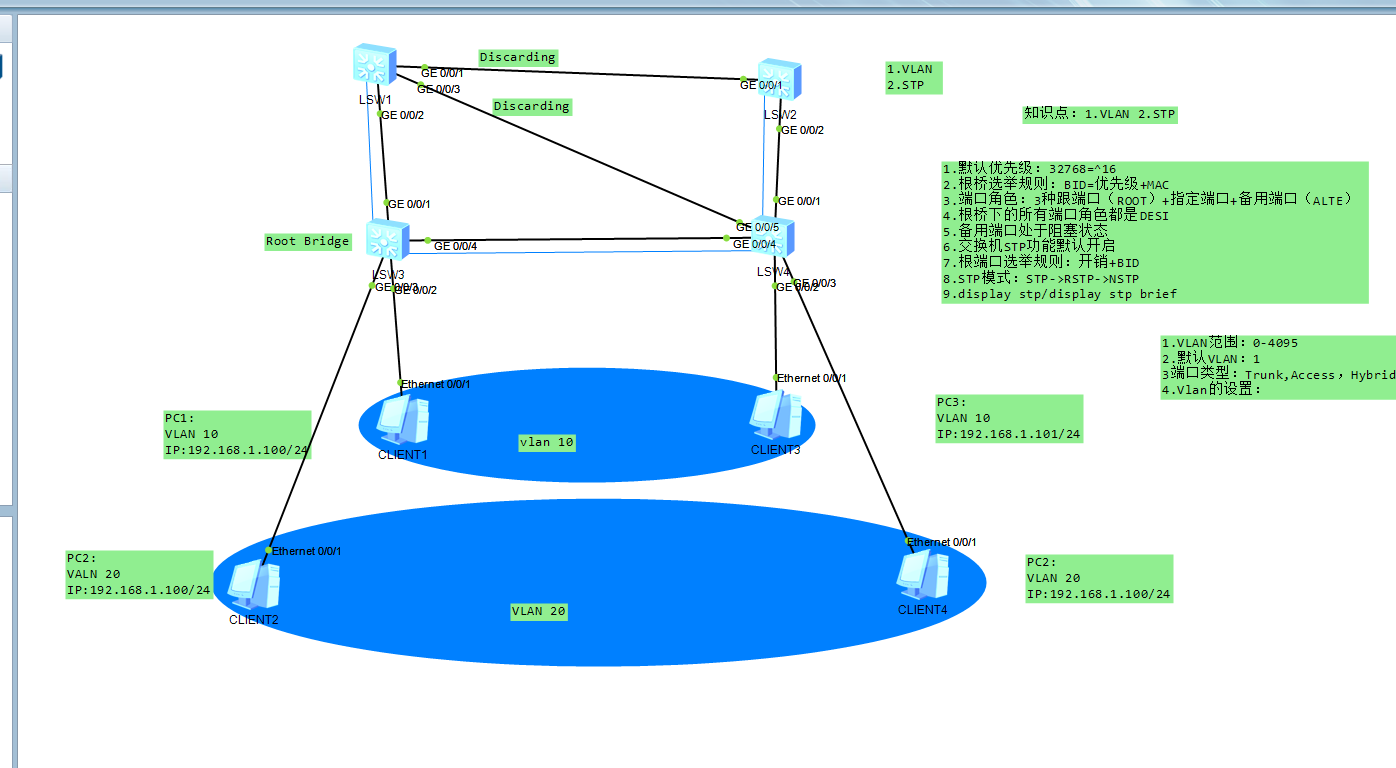 Discarding
GE 0/0/1
GE 0/0/3
LSW1
GE 0/0/2
Discarding
GE 0/0/1
LSW2
GE 0/0/2
1.VLAN
2.STP
知识点：1.VLAN 2.STP
1.默认优先级：32768=^16
2.根桥选举规则：BID=优先级+MAC
3.端口角色：3种跟端口（ROOT）+指定端口+备用端口（ALTE）
4.根桥下的所有端口角色都是DESI
5.备用端口处于阻塞状态
6.交换机STP功能默认开启
7.根端口选举规则：开销+BID
8.STP模式：STP->RSTP->NSTP
9.display stp/display stp brief
GE 0/0/1
GE 0/0/1
Root Bridge
GE 0/0/4
GE 0/0/5
GE 0/0/4
LSW3
LSW4
GE 0/0/3
GE 0/0/2
GE 0/0/2
GE 0/0/3
1.VLAN范围：0-4095
2.默认VLAN：1
3端口类型：Trunk,Access，Hybrid
4.Vlan的设置：
Ethernet 0/0/1
Ethernet 0/0/1
PC1:
VLAN 10
IP:192.168.1.100/24
vlan 10
CLIENT1
CLIENT3
PC3:
VLAN 10
IP:192.168.1.101/24
Ethernet 0/0/1
Ethernet 0/0/1
PC2:
VALN 20
IP:192.168.1.100/24
CLIENT2
VLAN 20
CLIENT4
PC2:
VLAN 20
IP:192.168.1.100/24